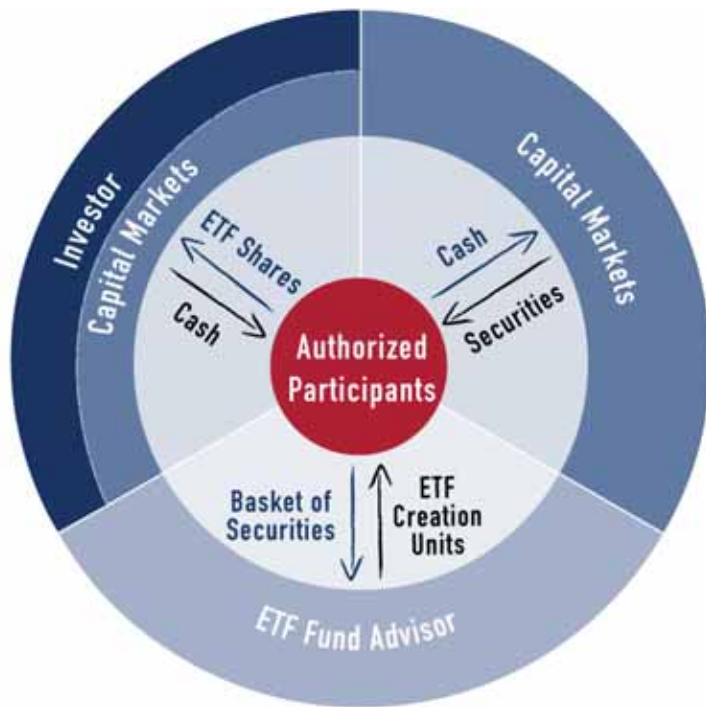 Investor
Capital Markets
ETF Shares
Cash
Capital Markets
Cash
Securities
Authorized
Participants
Basket of
Securities
ETF
Creation
Units
ETF Fund Advisor